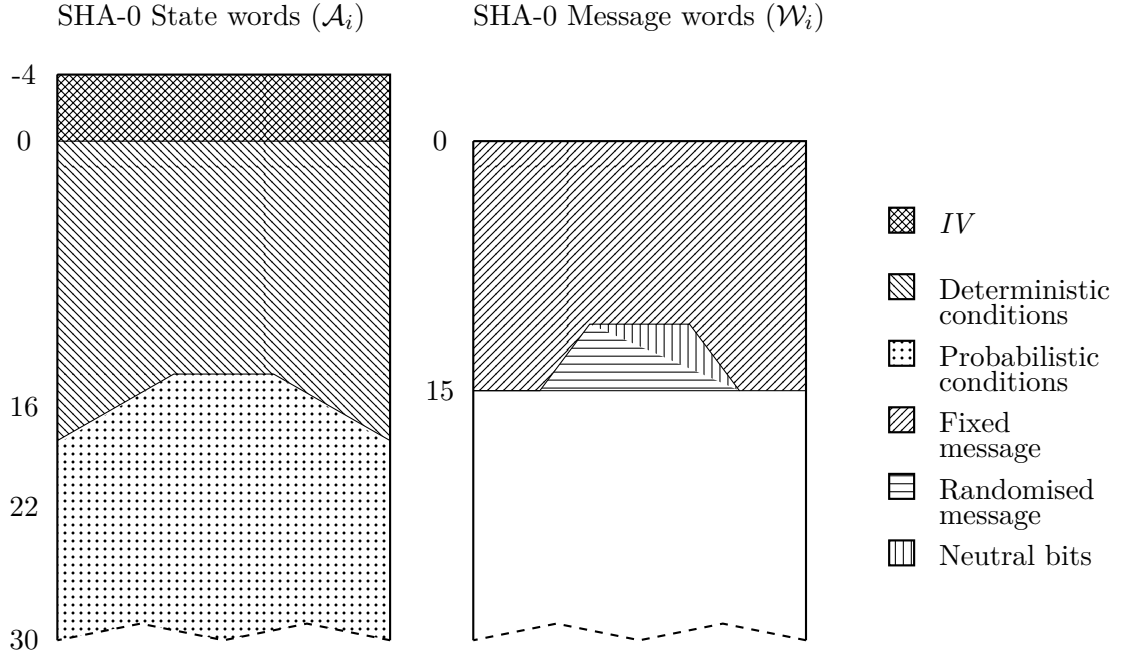 SHA-0 State words (𝒜ᵢ)
SHA-0 Message words (𝒲ᵢ)
-4
0
16
22
30
0
15
IV
Deterministic
conditions
Probabilistic
conditions
Fixed
message
Randomised
message
Neutral bits